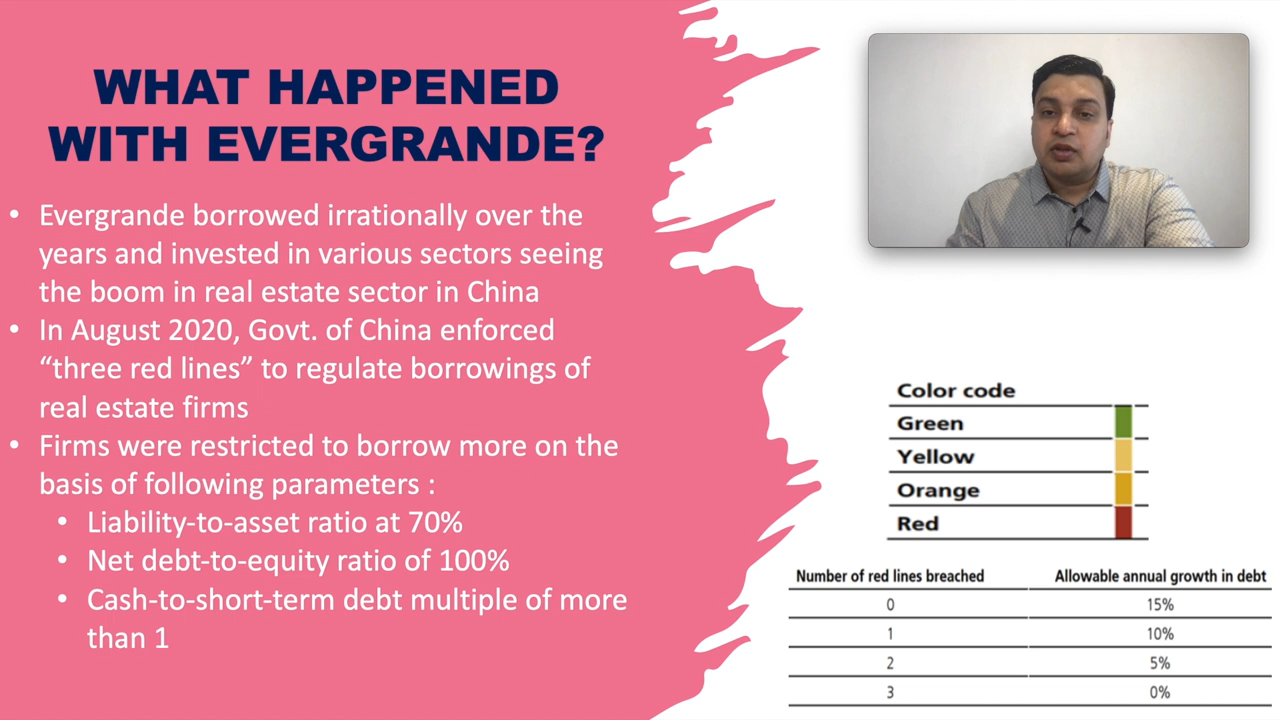 WHAT HAPPENED
WITH EVERGRANDE?
• Evergrande borrowed irrationally over the
years and invested in various sectors seeing
the boom in real estate sector in China
• In August 2020, Govt. of China enforced
“three red lines” to regulate borrowings of
real estate firms
• Firms were restricted to borrow more on the
basis of following parameters :
• Liability-to-asset ratio at 70%
• Net debt-to-equity ratio of 100%
• Cash-to-short-term debt multiple of more
than 1
Color code
Green
Yellow
Orange
Red
Number of red lines breached Allowable annual growth in debt
0 15%
1 10%
2 5%
3 0%